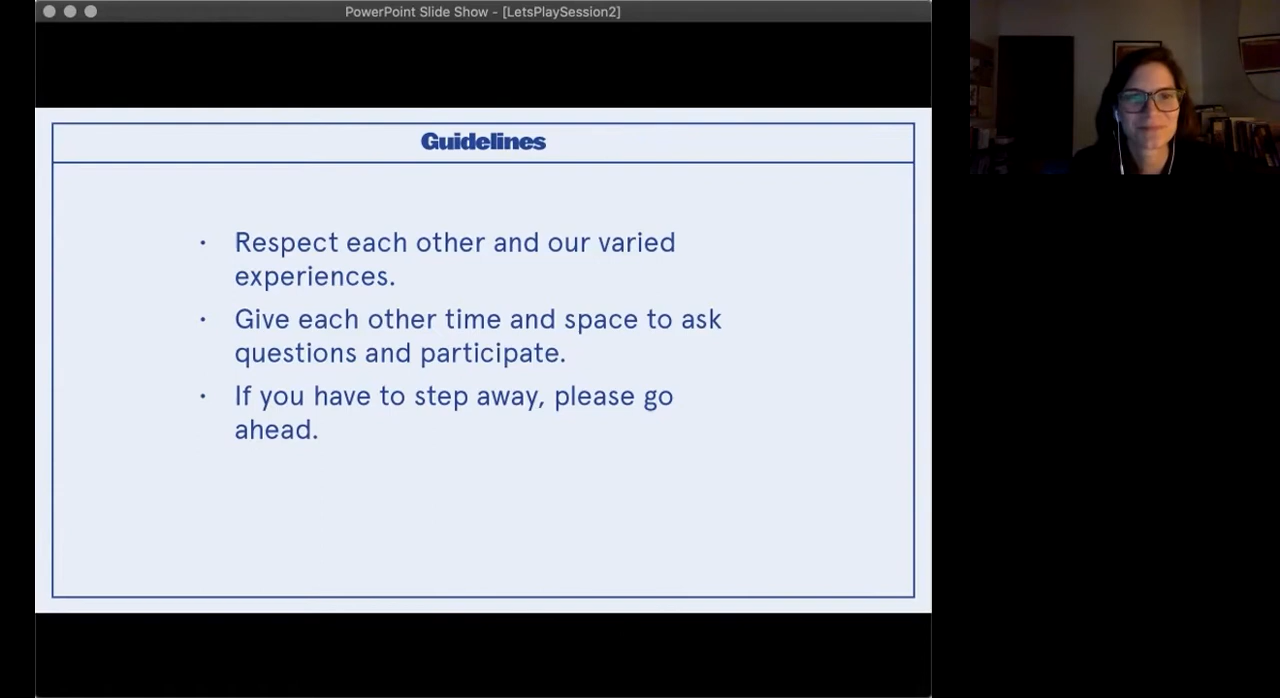 PowerPoint Slide Show - [LetsPlaySession2]
Guidelines
• Respect each other and our varied
experiences.
• Give each other time and space to ask
questions and participate.
• If you have to step away, please go
ahead.